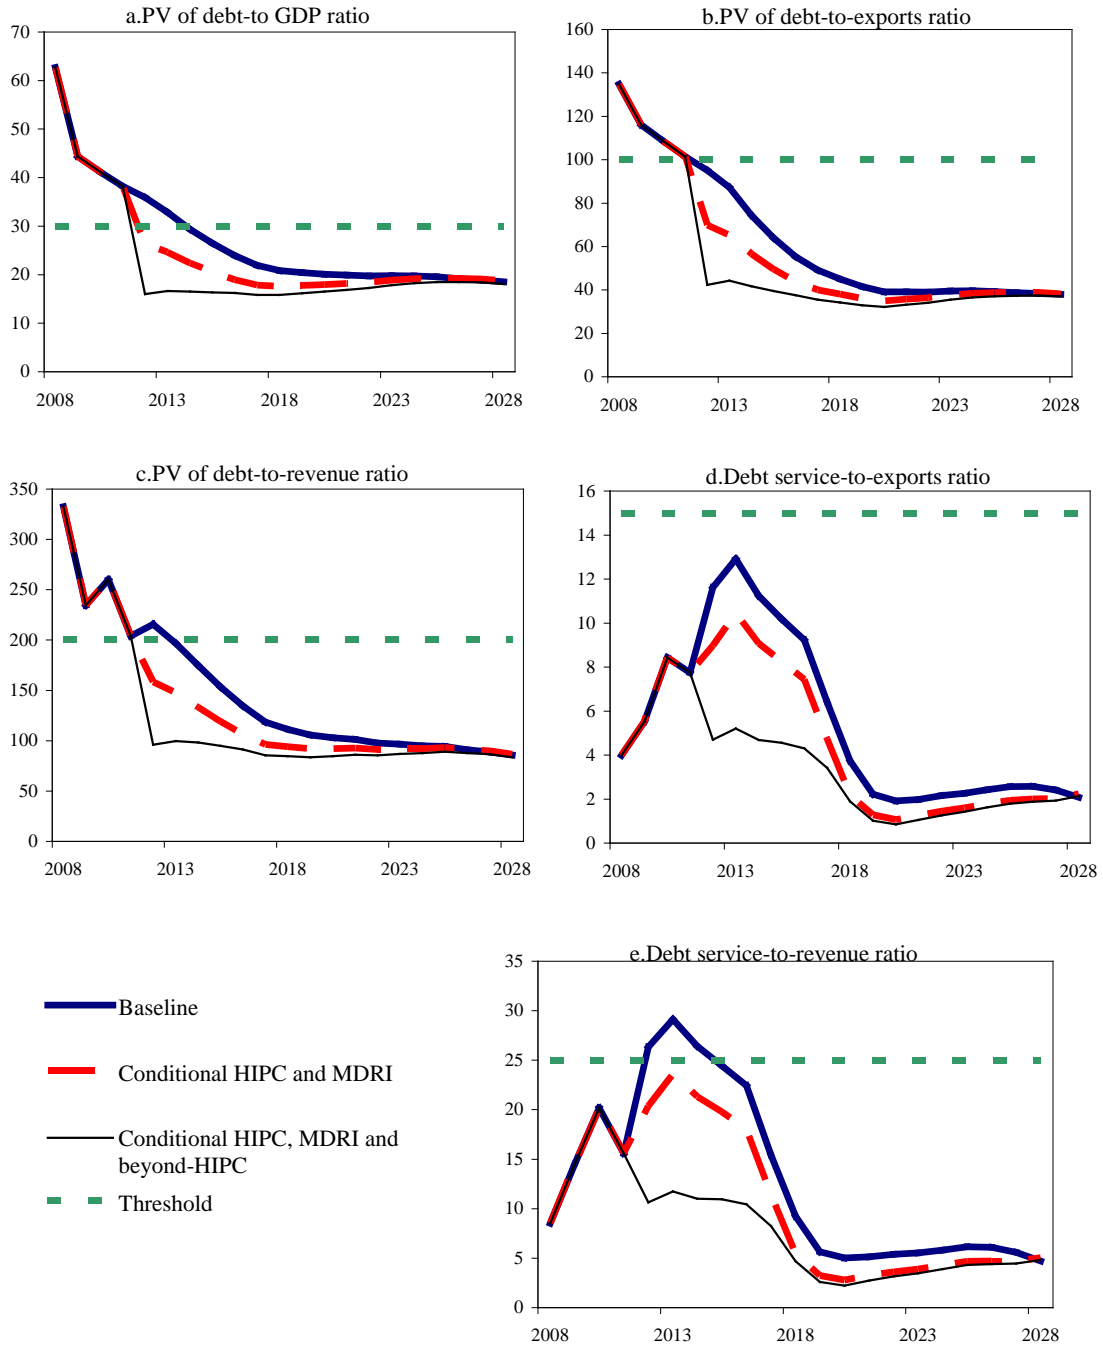 a.PV of debt-to GDP ratio
70
60
50
40
30
20
10
0
2008 2013 2018 2023 2028
b.PV of debt-to-exports ratio
160
140
120
100
80
60
40
20
0
2008 2013 2018 2023 2028
c.PV of debt-to-revenue ratio
350
300
250
200
150
100
50
0
2008 2013 2018 2023 2028
d.Debt service-to-exports ratio
16
14
12
10
8
6
4
2
0
2008 2013 2018 2023 2028
Baseline
Conditional HIPC and MDRI
Conditional HIPC, MDRI and
beyond-HIPC
Threshold
e.Debt service-to-revenue ratio
35
30
25
20
15
10
5
0
2008 2013 2018 2023 2028